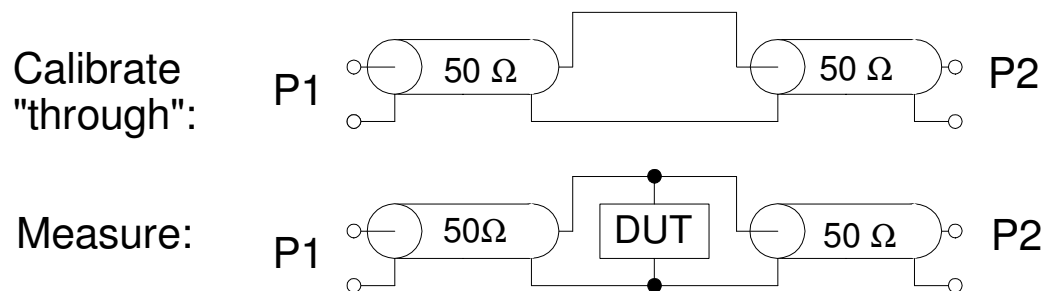 Calibrate
"through":
P1
50 Ω
50 Ω
P2
Measure:
P1
50Ω
DUT
50 Ω
P2